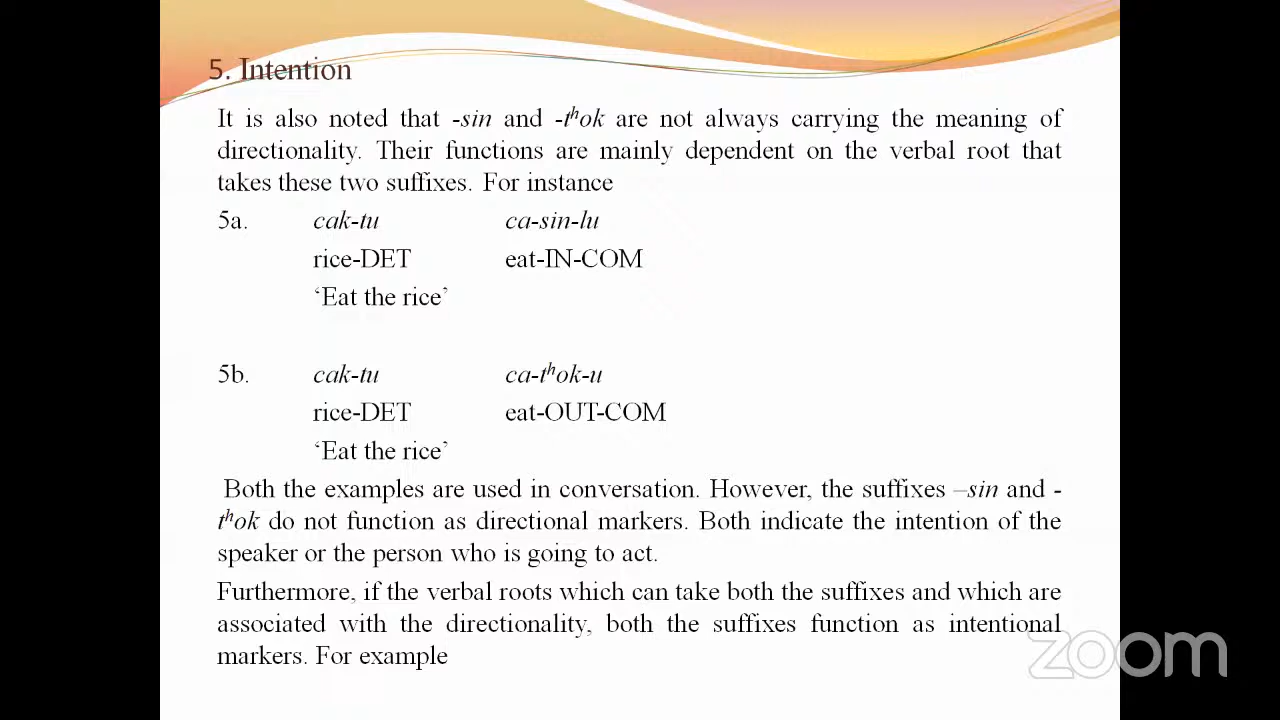 5. Intention
It is also noted that -sin and -tʰok are not always carrying the meaning of
directionality. Their functions are mainly dependent on the verbal root that
takes these two suffixes. For instance
5a. cak-tu ca-sin-lu
rice-DET eat-IN-COM
‘Eat the rice’
5b. cak-tu ca-tʰok-u
rice-DET eat-OUT-COM
‘Eat the rice’
Both the examples are used in conversation. However, the suffixes –sin and -
tʰok do not function as directional markers. Both indicate the intention of the
speaker or the person who is going to act.
Furthermore, if the verbal roots which can take both the suffixes and which are
associated with the directionality, both the suffixes function as intentional
markers. For example
zoom